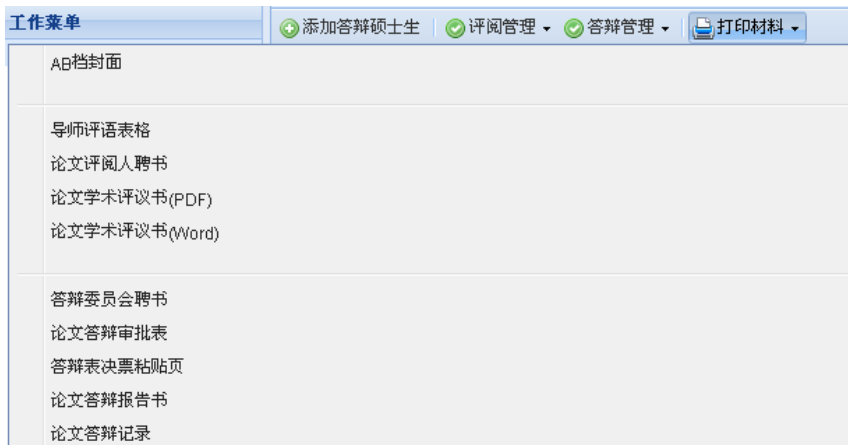 工作菜单
添加答辩硕士生 评阅管理 答辩管理 打印材料
AB档封面
导师评语表格
论文评阅人聘书
论文学术评议书(PDF)
论文学术评议书(Word)
答辩委员会聘书
论文答辩审批表
答辩表决票粘贴页
论文答辩报告书
论文答辩记录